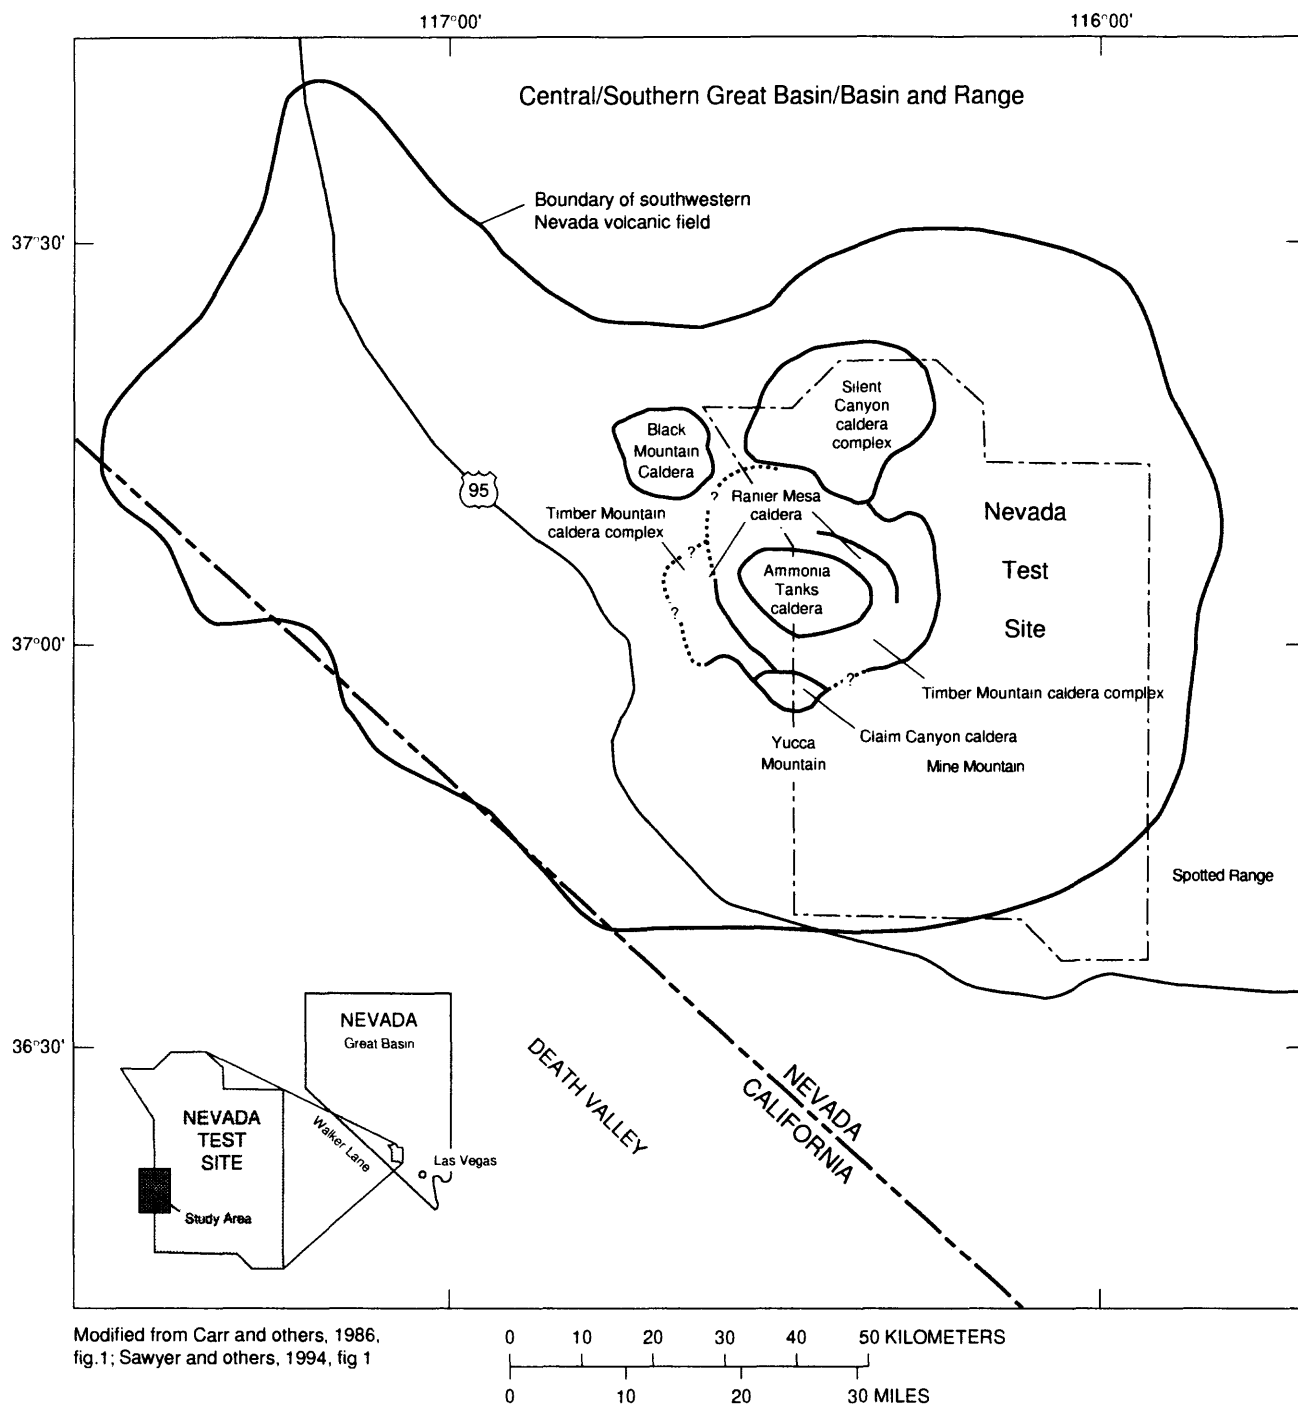 117°00'
116°00'
Central/Southern Great Basin/Basin and Range
Boundary of southwestern
Nevada volcanic field
37°30'
Silent
Canyon
caldera
complex
Black
Mountain
Caldera
95
?
Ranier Mesa
caldera
Timber Mountain
caldera complex
?
Nevada
Test
Site
Ammonia
Tanks
caldera
?
37°00'
?
Timber Mountain caldera complex
Claim Canyon caldera
Yucca
Mountain
Mine Mountain
Spotted Range
36°30'
DEATH VALLEY
NEVADA
CALIFORNIA
NEVADA
Great Basin
NEVADA
TEST
SITE
Walker Lane
Las Vegas
Study Area
Modified from Carr and others, 1986,
fig.1; Sawyer and others, 1994, fig 1
0 10 20 30 40 50 KILOMETERS
0 10 20 30 MILES